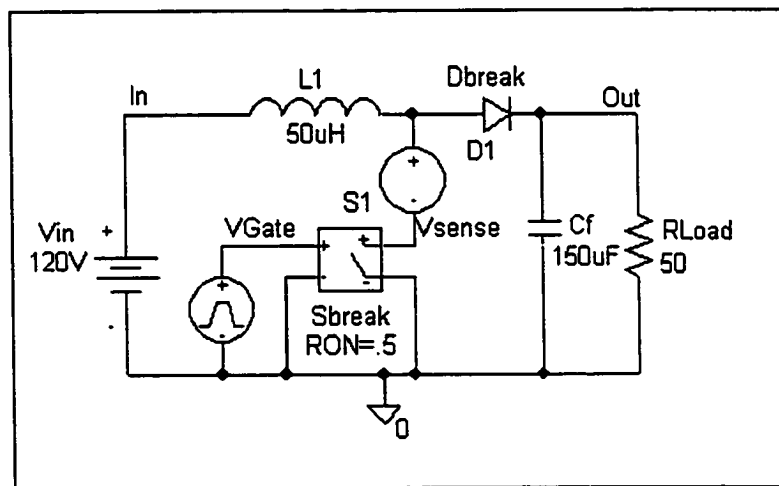 L1
Dbreak
In
Out
50uH
D1
+
-
S1
Vin +
120V
VGate
Vsense
Cf
150uF
RLoad
50
+
-
+
-
+
-
Sbreak
RON=.5
0